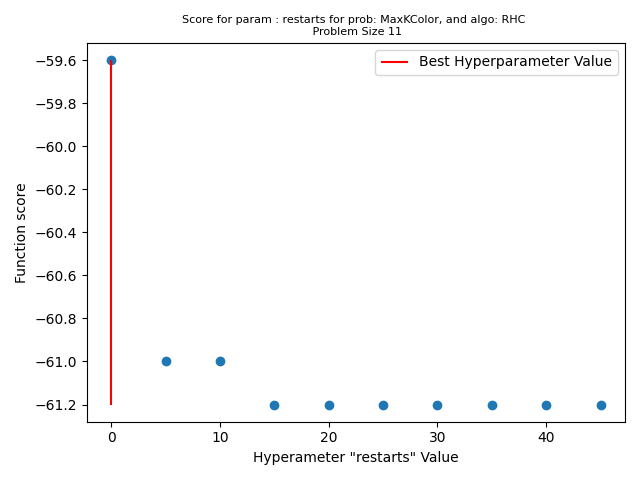 Score for param : restarts for prob: MaxKColor, and algo: RHC
Problem Size 11
Best Hyperparameter Value
−59.6
−59.8
−60.0
−60.2
−60.4
−60.6
−60.8
−61.0
−61.2
Function score
0 10 20 30 40
Hyperameter "restarts" Value